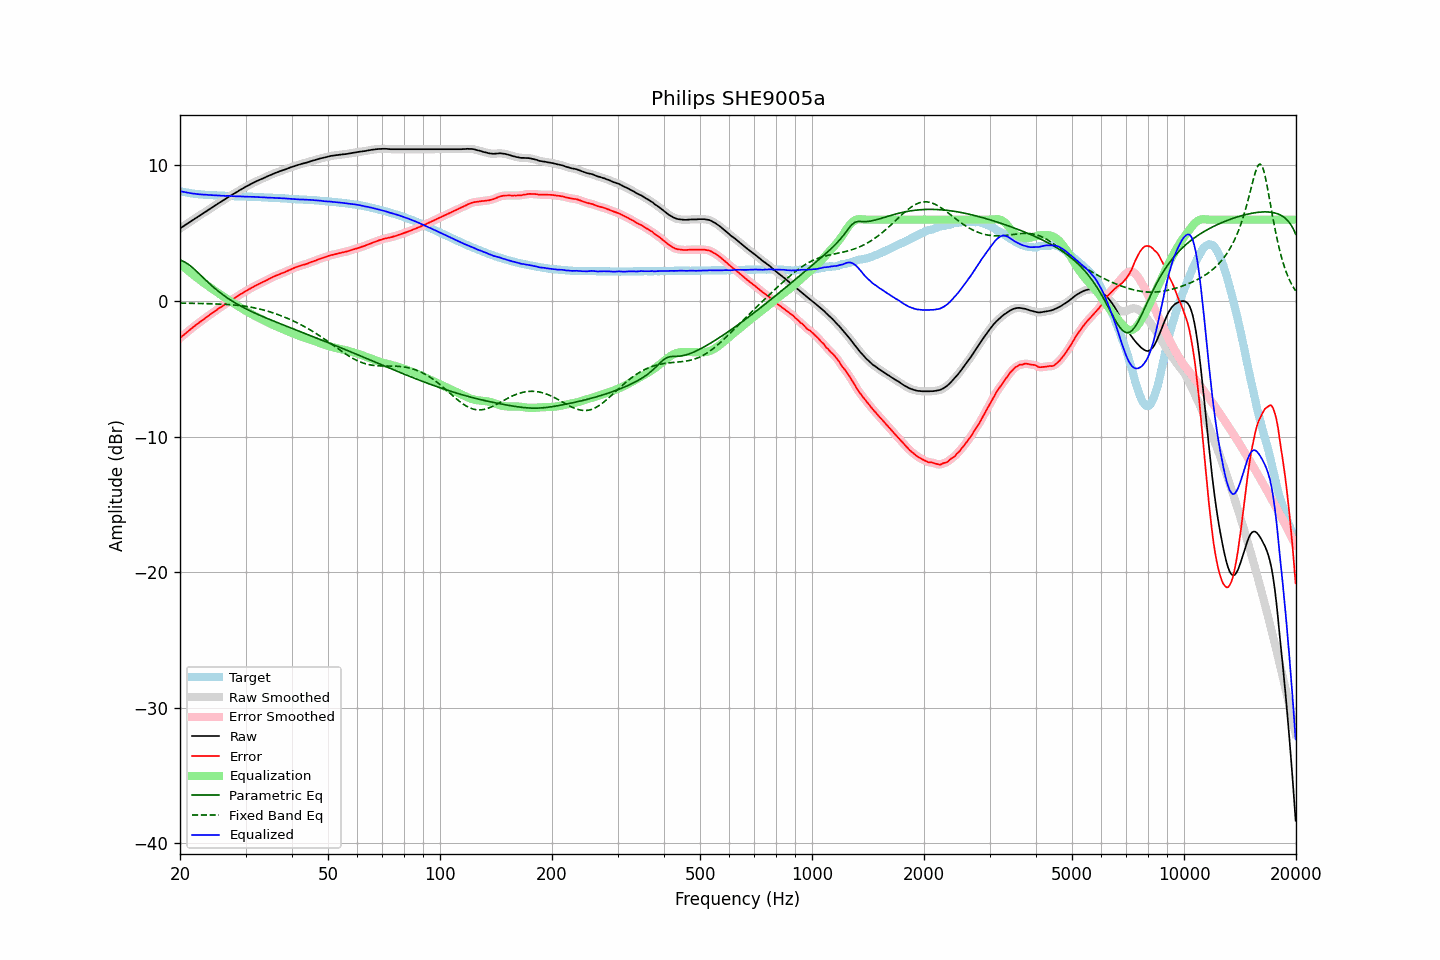 Philips SHE9005a
Amplitude (dBr)
10
0
−10
−20
−30
−40
Target
Raw Smoothed
Error Smoothed
Raw
Error
Equalization
Parametric Eq
Fixed Band Eq
Equalized
20 50 100 200 500 1000 2000 5000 10000 20000
Frequency (Hz)